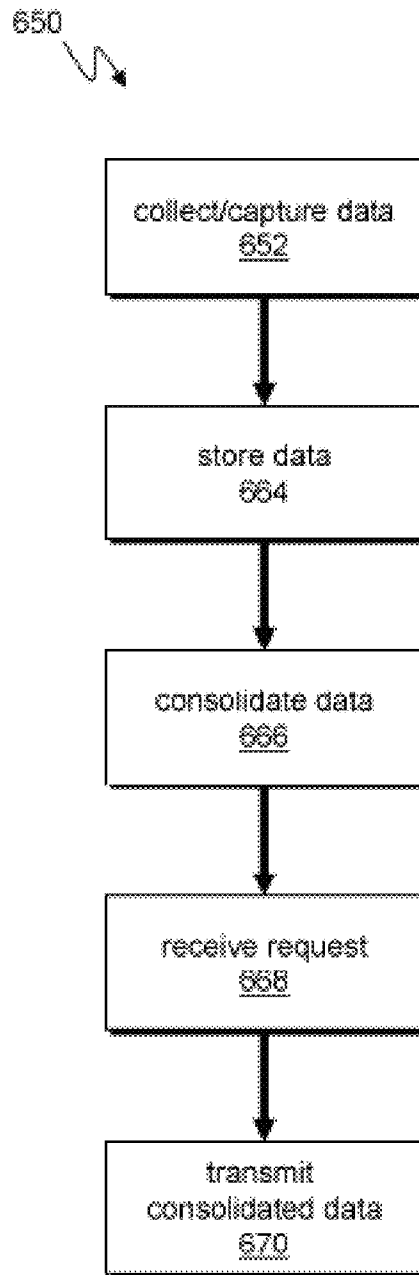 650
collect/capture data
652
store data
664
consolidate data
666
receive request
668
transmit
consolidated data
670